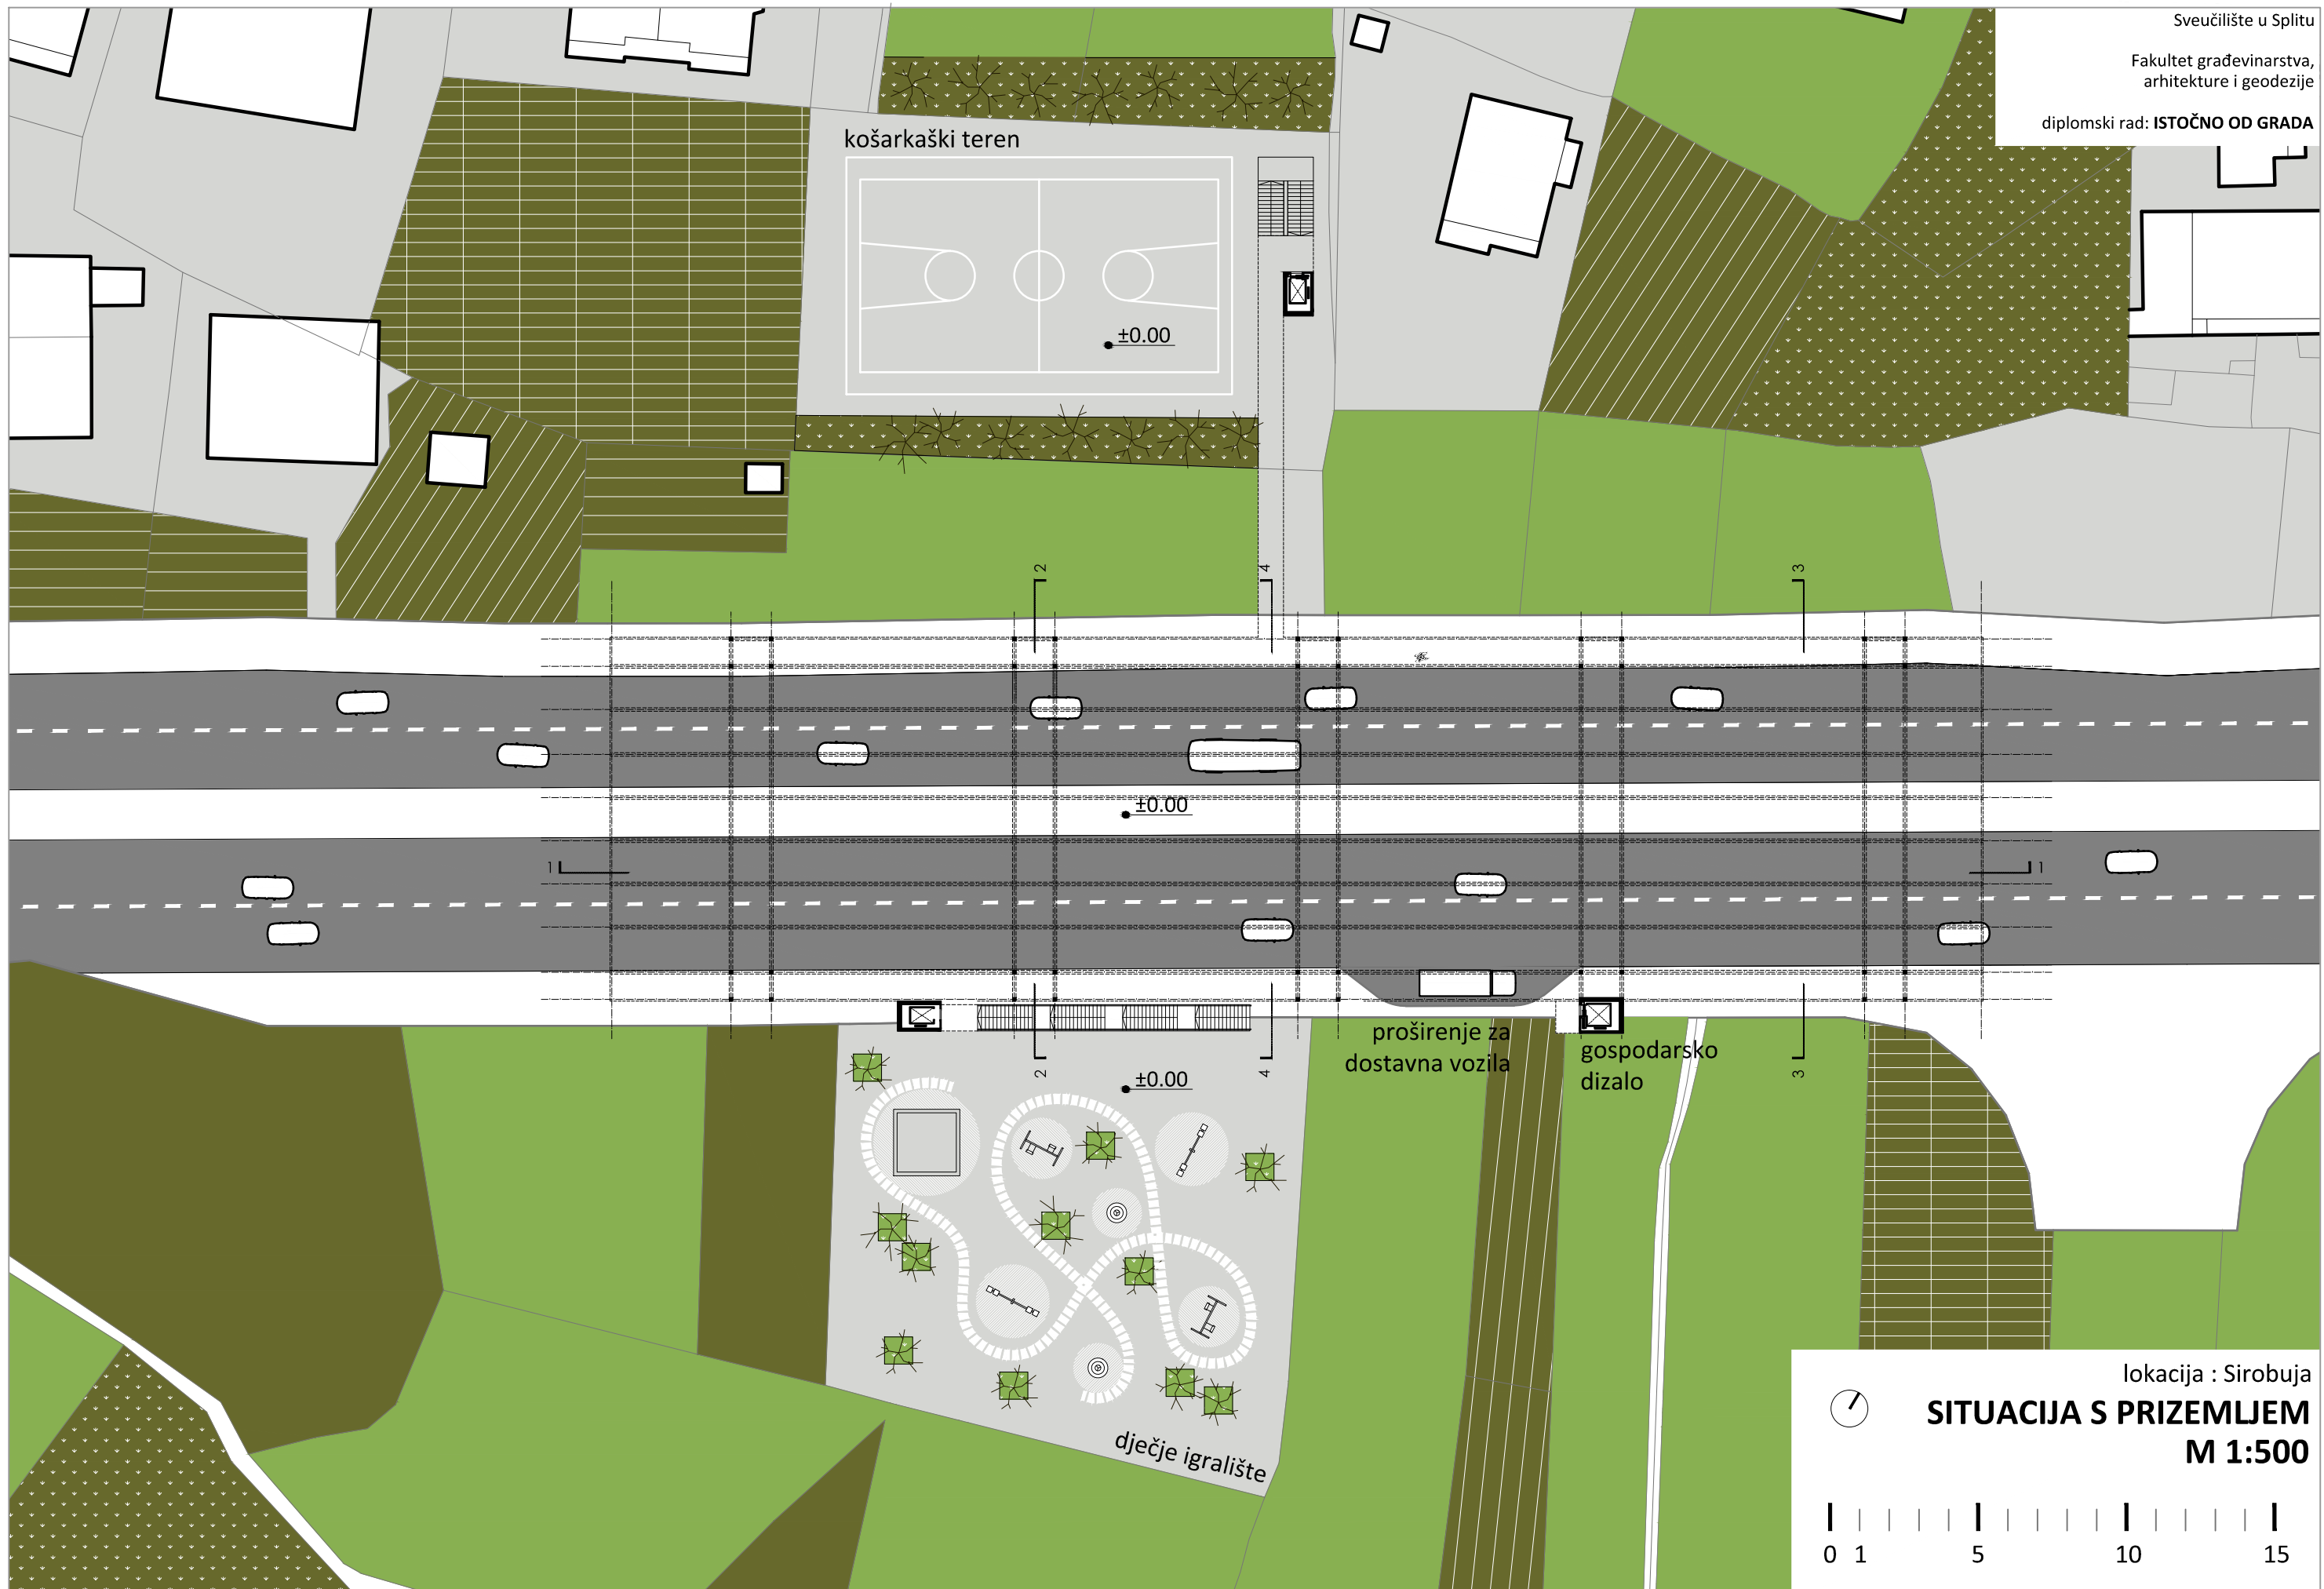 Sveučilište u Splitu
Fakultet građevinarstva,
arhitekture i geodezije
diplomski rad: ISTOČNO OD GRADA
košarkaški teren
±0.00
2
4
3
±0.00
1
1
proširenje za
dostavna vozila
gospodarsko
dizalo
2
4
3
±0.00
dječje igralište
lokacija : Sirobuja
SITUACIJA S PRIZEMLJEM
M 1:500
0 1 5 10 15